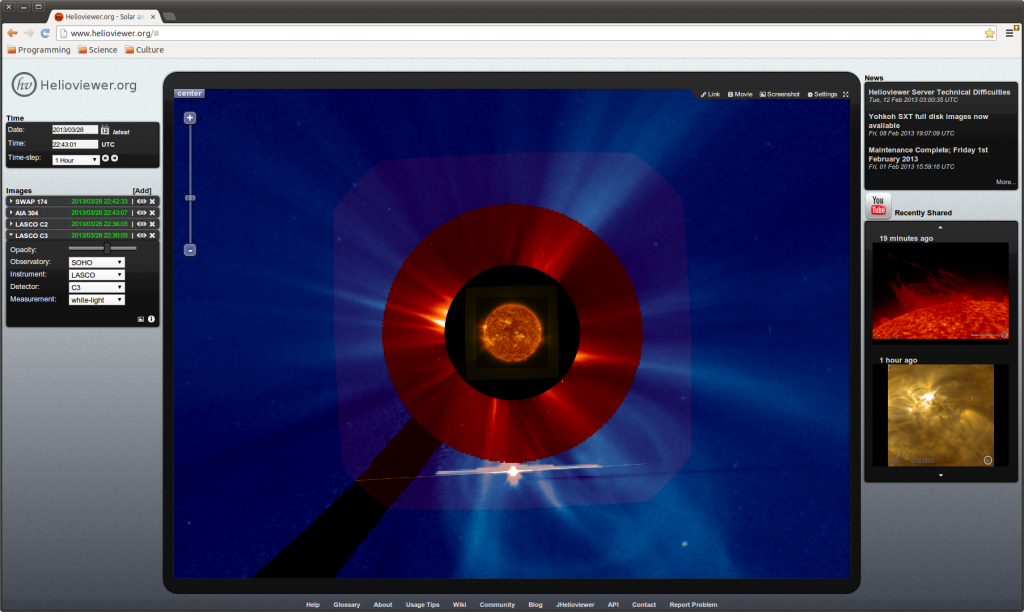 Helioviewer.org - Solar an
www.helioviewer.org/#
Programming Science Culture
Helioviewer.org
Time
Date: 2013/03/28 latest
Time: 22:43:01 UTC
Time-step: 1 Hour
Images [Add]
SWAP 174 2013/03/28 22:42:33
AIA 304 2013/03/28 22:43:07
LASCO C2 2013/03/28 22:36:05
LASCO C3 2013/03/28 22:30:05
Opacity:
Observatory: SOHO
Instrument: LASCO
Detector: C3
Measurement: white-light
center
Link Movie Screenshot Settings
+
-
News
Helioviewer Server Technical Difficulties
Tue, 12 Feb 2013 03:00:35 UTC
Yohkoh SXT full disk images now
available
Fri, 08 Feb 2013 19:07:09 UTC
Maintenance Complete; Friday 1st
February 2013
Fri, 01 Feb 2013 15:59:16 UTC
More...
You
Tube
Recently Shared
19 minutes ago
1 hour ago
Help Glossary About Usage Tips Wiki Community Blog JHelioviewer API Contact Report Problem